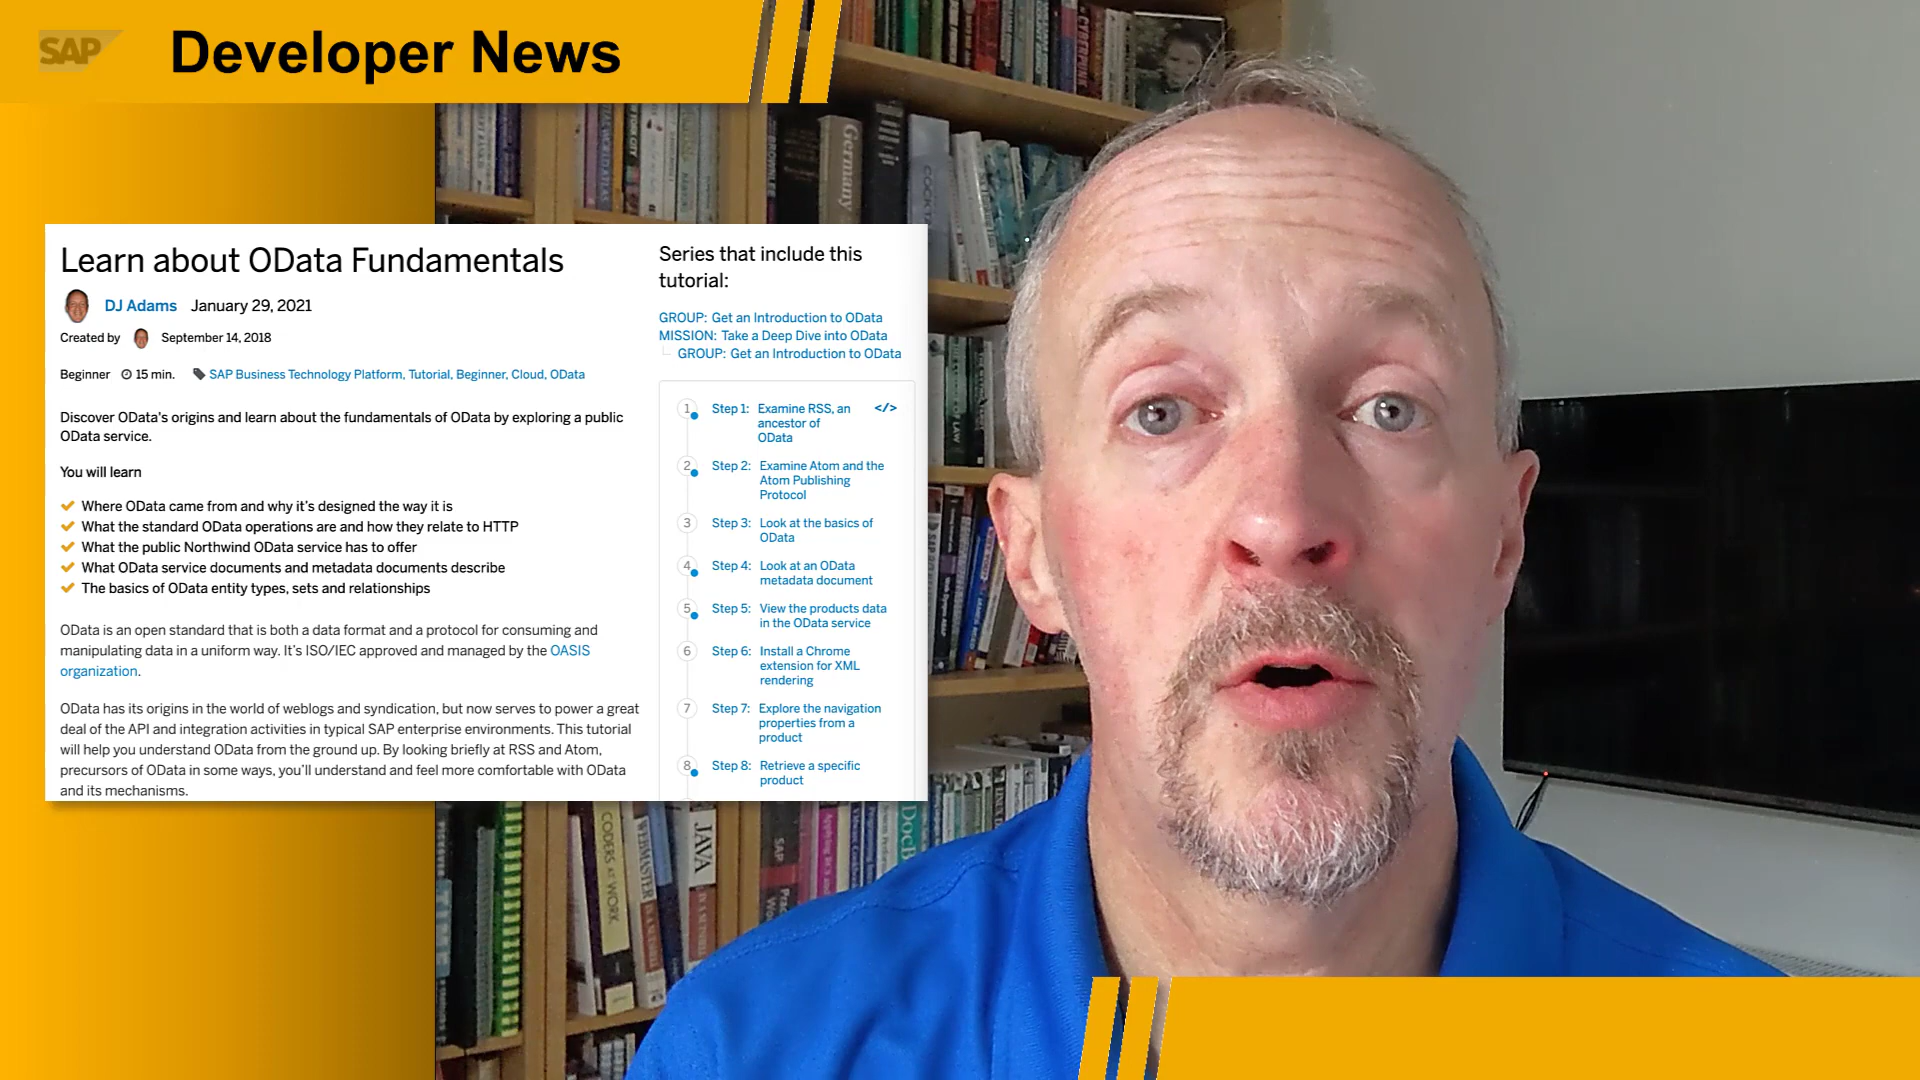 SAP
Developer News
Learn about OData Fundamentals
DJ Adams January 29, 2021
Created by September 14, 2018
Beginner 15 min. SAP Business Technology Platform, Tutorial, Beginner, Cloud, OData
Discover OData's origins and learn about the fundamentals of OData by exploring a public
OData service.
You will learn
Where OData came from and why it's designed the way it is
What the standard OData operations are and how they relate to HTTP
What the public Northwind OData service has to offer
What OData service documents and metadata documents describe
The basics of OData entity types, sets and relationships
OData is an open standard that is both a data format and a protocol for consuming and
manipulating data in a uniform way. It's ISO/IEC approved and managed by the OASIS
organization.
OData has its origins in the world of weblogs and syndication, but now serves to power a great
deal of the API and integration activities in typical SAP enterprise environments. This tutorial
will help you understand OData from the ground up. By looking briefly at RSS and Atom,
precursors of OData in some ways, you'll understand and feel more comfortable with OData
and its mechanisms.
Series that include this
tutorial:
GROUP: Get an Introduction to OData
MISSION: Take a Deep Dive into OData
GROUP: Get an Introduction to OData
1 Step 1: Examine RSS, an </>
ancestor of
OData
2 Step 2: Examine Atom and the
Atom Publishing
Protocol
3 Step 3: Look at the basics of
OData
4 Step 4: Look at an OData
metadata document
5 Step 5: View the products data
in the OData service
6 Step 6: Install a Chrome
extension for XML
rendering
7 Step 7: Explore the navigation
properties from a
product
8 Step 8: Retrieve a specific
product
Germany
CODERS AT WORK
WEBMASTER
JAVA
SAP
DocB